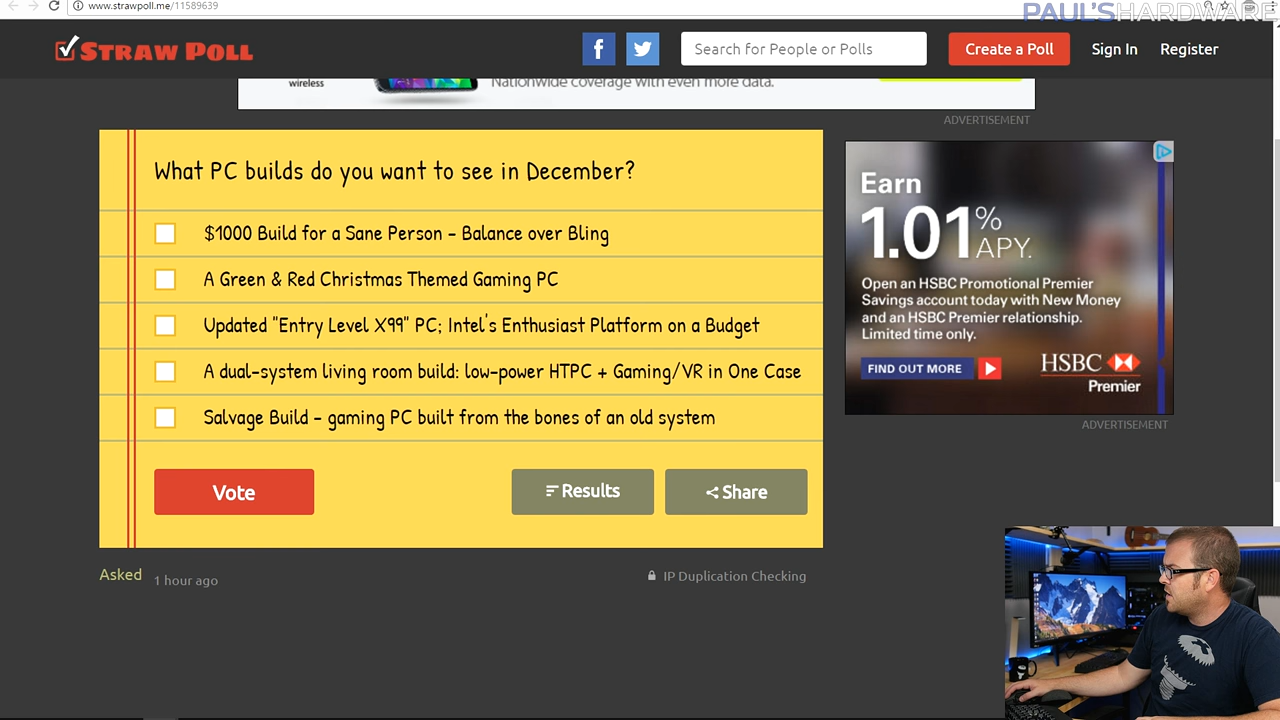 www.strawpoll.me/11589639
PAUL'SHARDWARE
STRAW POLL
Search for People or Polls
Create a Poll
Sign In
Register
wireless
Nationwide coverage with even more data.
ADVERTISEMENT
What PC builds do you want to see in December?
$1000 Build for a Sane Person - Balance over Bling
A Green & Red Christmas Themed Gaming PC
Updated "Entry Level X99" PC; Intel's Enthusiast Platform on a Budget
A dual-system living room build: low-power HTPC + Gaming/VR in One Case
Salvage Build - gaming PC built from the bones of an old system
Vote
Results
Share
Asked
1 hour ago
IP Duplication Checking
Earn
1.01% APY.
Open an HSBC Promotional Premier
Savings account today with New Money
and an HSBC Premier relationship.
Limited time only.
FIND OUT MORE
HSBC
Premier
ADVERTISEMENT